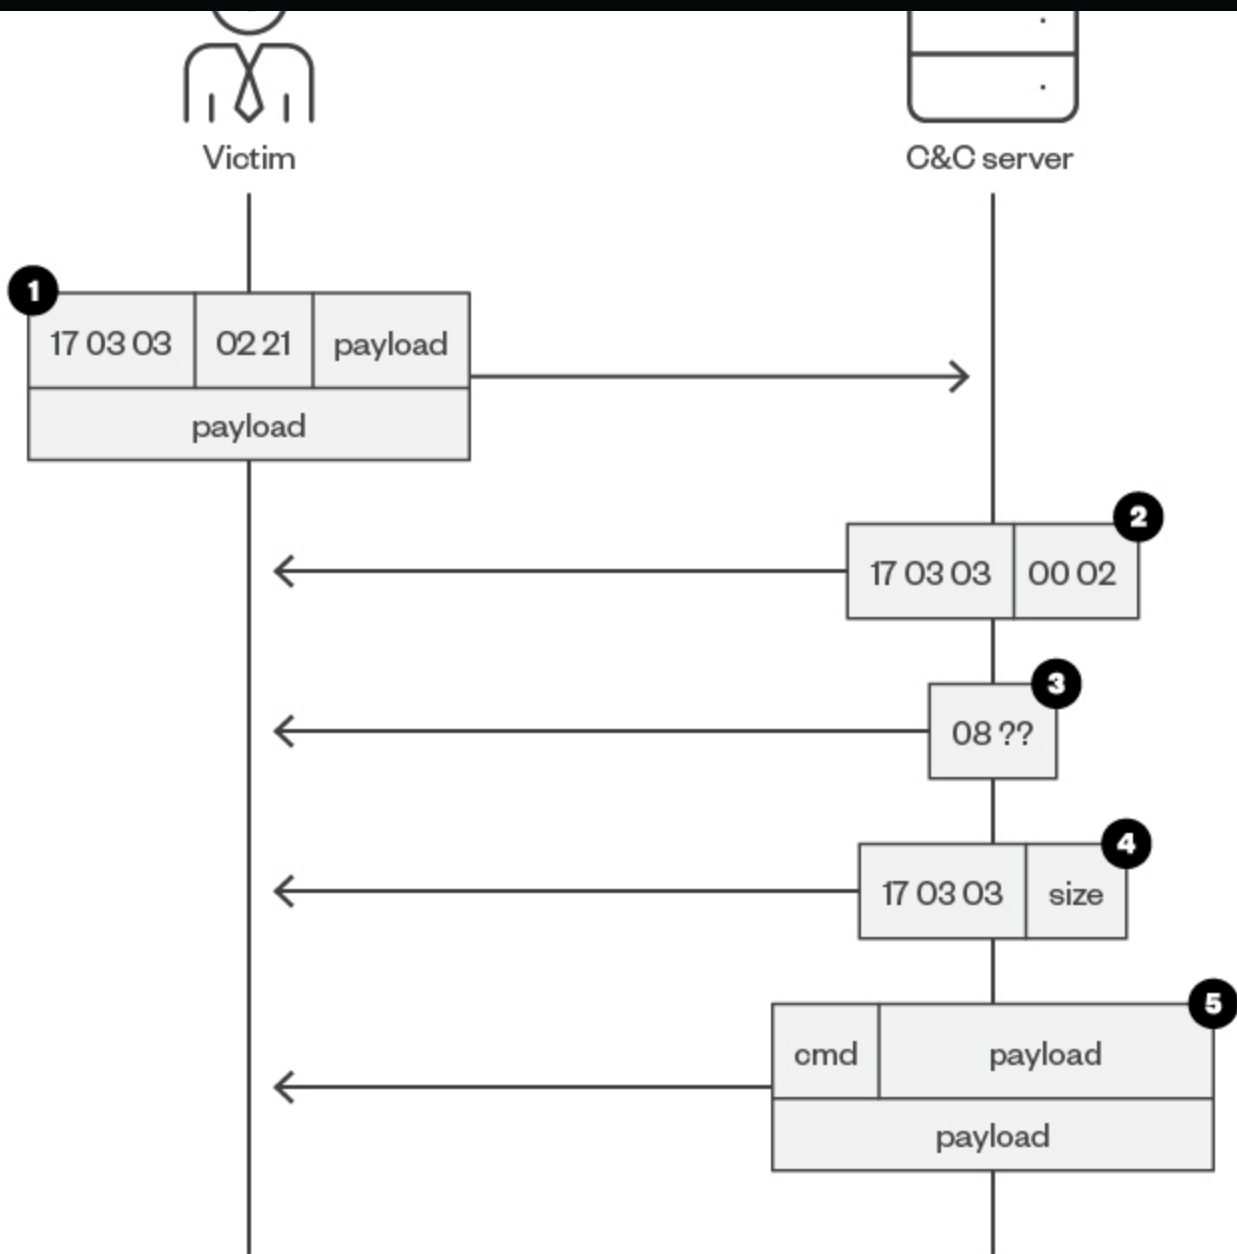 Victim
C&C server
1
17 03 03 02 21 payload
payload
2
17 03 03 00 02
3
08 ??
4
17 03 03 size
5
cmd payload
payload